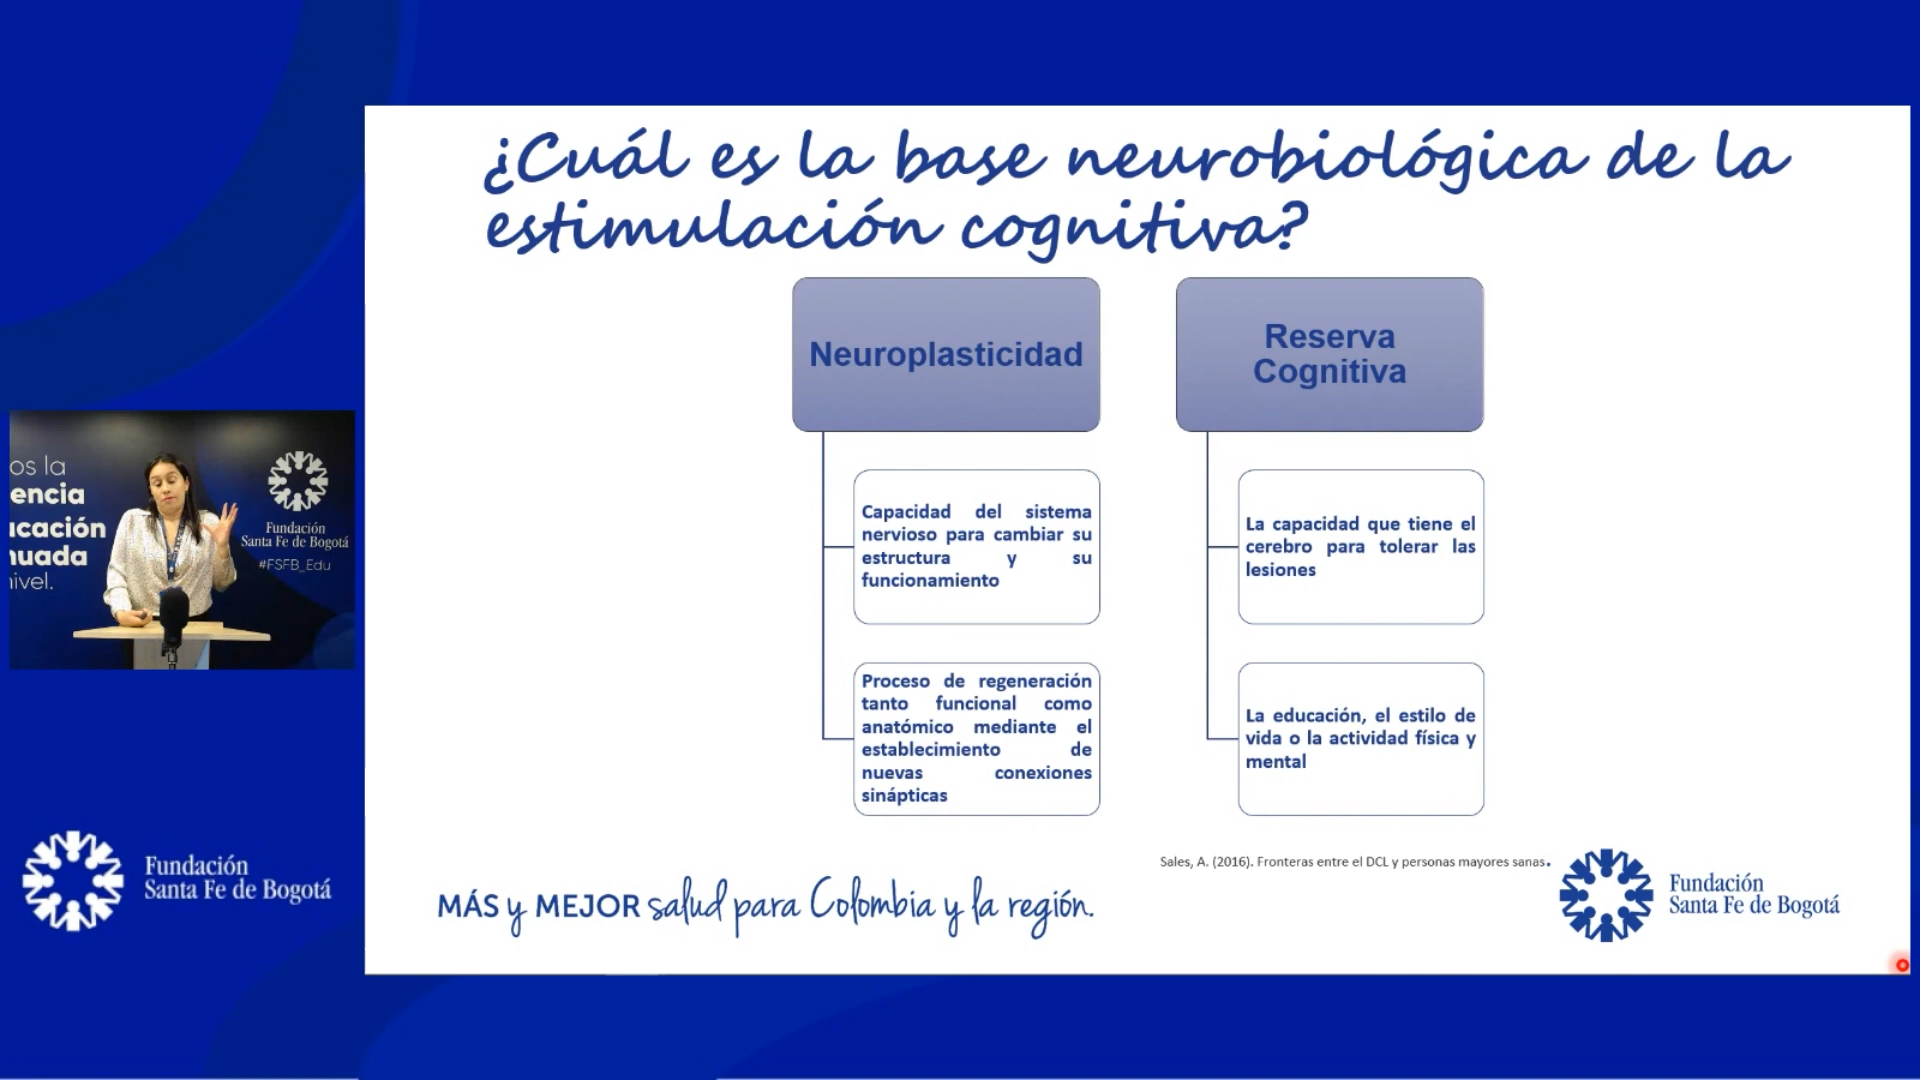 ¿Cuál es la base neurobiológica de la
estimulación cognitiva?
Neuroplasticidad
Capacidad del sistema
nervioso para cambiar su
estructura y su
funcionamiento
Proceso de regeneración
tanto funcional como
anatómico mediante el
establecimiento de
nuevas conexiones
sinápticas
Reserva
Cognitiva
La capacidad que tiene el
cerebro para tolerar las
lesiones
La educación, el estilo de
vida o la actividad física y
mental
Sales, A. (2016). Fronteras entre el DCL y personas mayores sanas.
MÁS y MEJOR salud para Colombia y la región.
Fundación
Santa Fe de Bogotá
os la
encia
ucación
nuada
nivel.
Fundación
Santa Fe de Bogotá
#FSFB_Edu
Fundación
Santa Fe de Bogotá